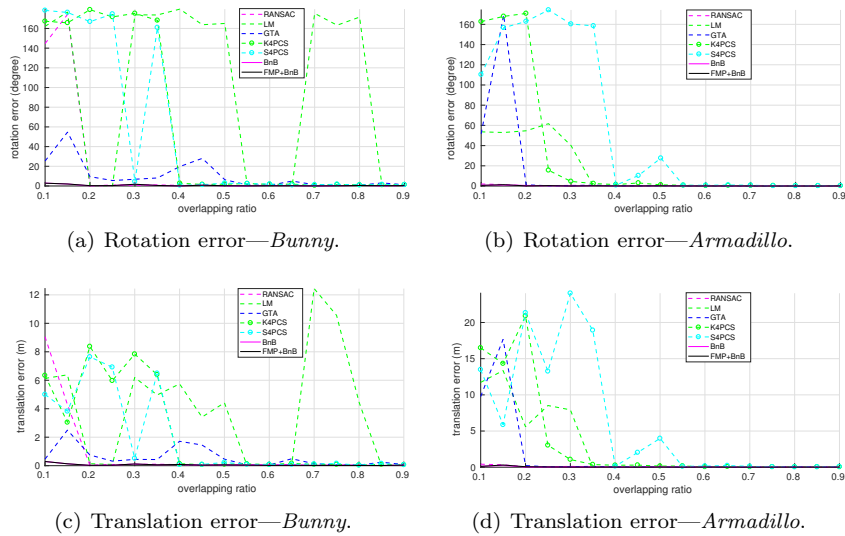 180
160
140
120
100
80
60
40
20
0
rotation error (degree)
0.1 0.2 0.3 0.4 0.5 0.6 0.7 0.8 0.9
overlapping ratio
RANSAC
LM
GTA
K4PCS
S4PCS
BnB
FMP+BnB
(a) Rotation error—Bunny.
160
140
120
100
80
60
40
20
0
rotation error (degree)
0.1 0.2 0.3 0.4 0.5 0.6 0.7 0.8 0.9
overlapping ratio
RANSAC
LM
GTA
K4PCS
S4PCS
BnB
FMP+BnB
(b) Rotation error—Armadillo.
12
10
8
6
4
2
0
translation error (m)
0.1 0.2 0.3 0.4 0.5 0.6 0.7 0.8 0.9
overlapping ratio
RANSAC
LM
GTA
K4PCS
S4PCS
BnB
FMP+BnB
(c) Translation error—Bunny.
20
15
10
5
0
translation error (m)
0.1 0.2 0.3 0.4 0.5 0.6 0.7 0.8 0.9
overlapping ratio
RANSAC
LM
GTA
K4PCS
S4PCS
BnB
FMP+BnB
(d) Translation error—Armadillo.